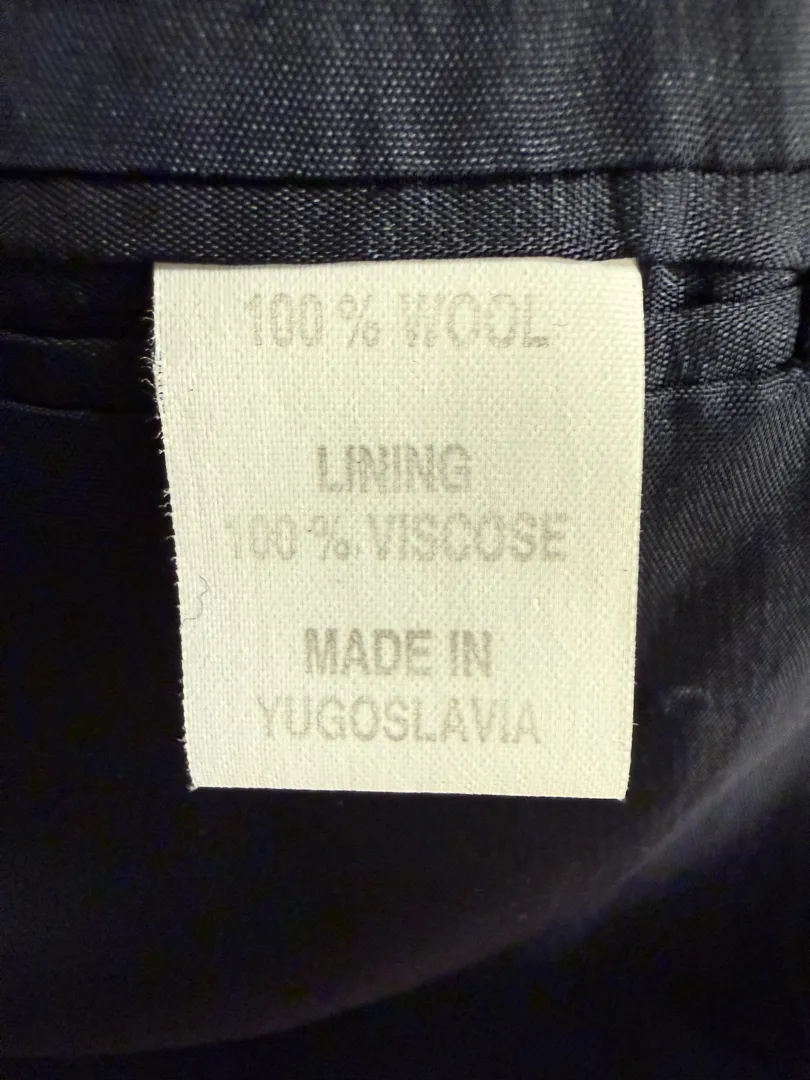 100 % WOOL
LINING
100 % VISCOSE
MADE IN
YUGOSLAVIA